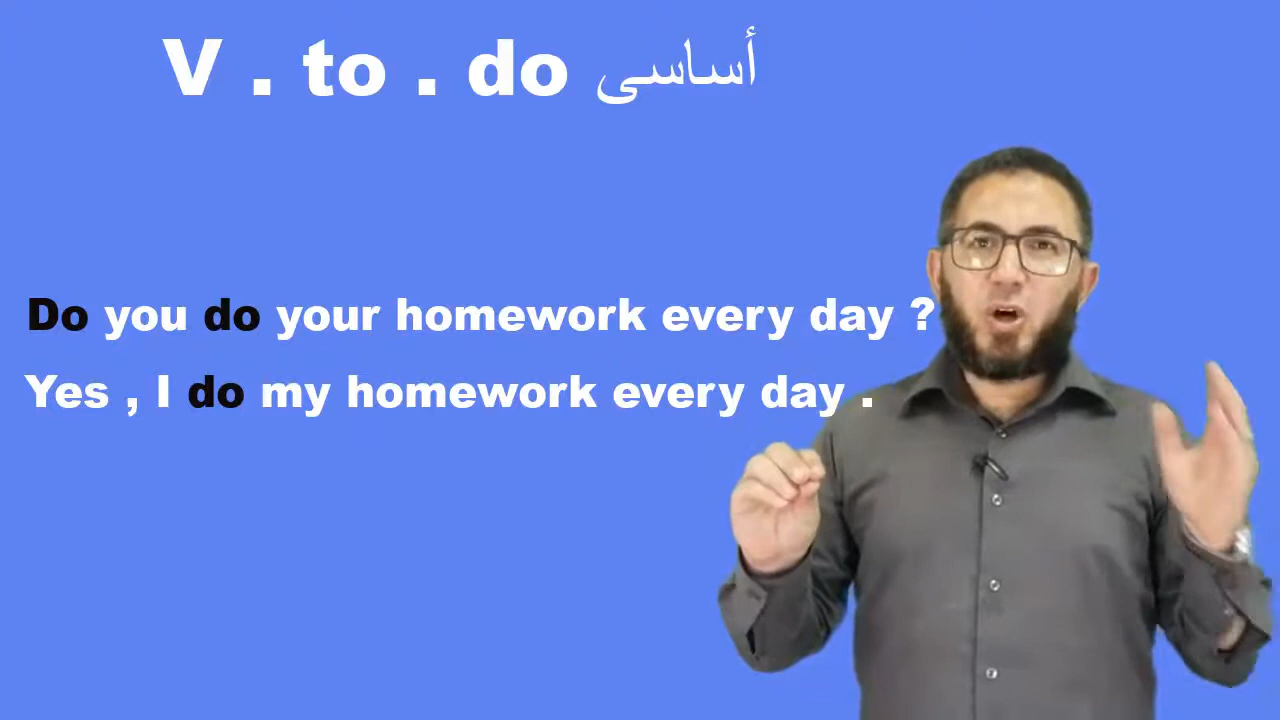 V . to . do أساسى
Do you do your homework every day ?
Yes , I do my homework every day .